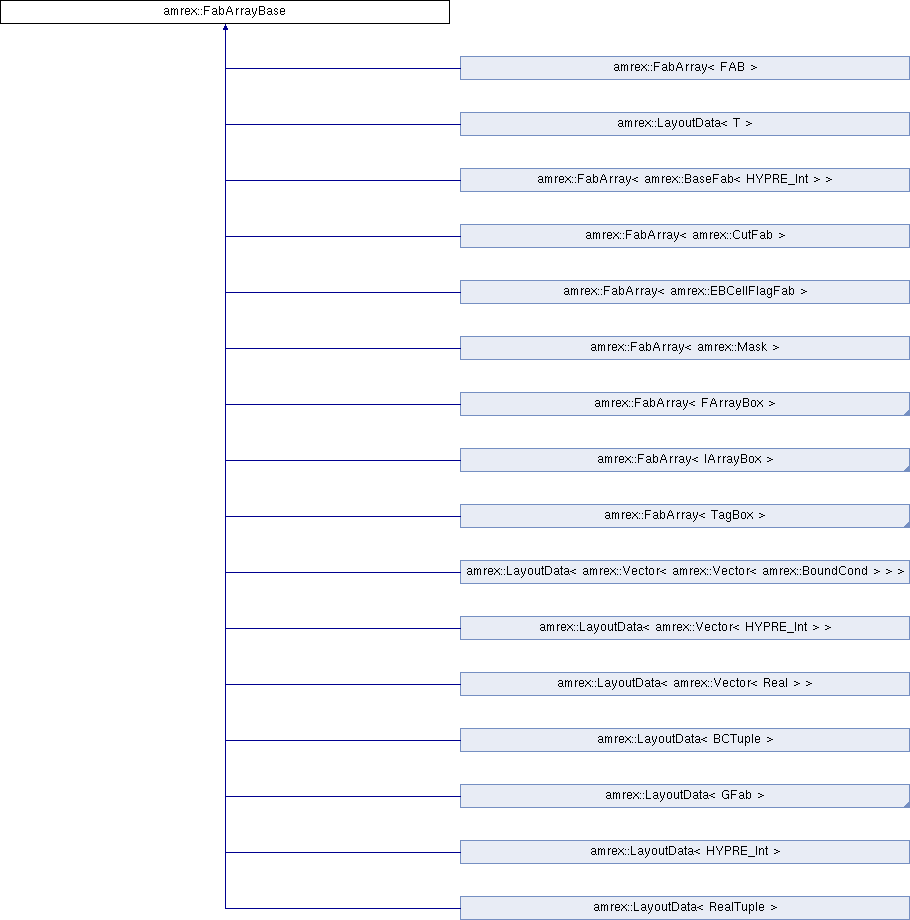 amrex::FabArrayBase
amrex::FabArray< FAB >
amrex::LayoutData< T >
amrex::FabArray< amrex::BaseFab< HYPRE_Int > >
amrex::FabArray< amrex::CutFab >
amrex::FabArray< amrex::EBCellFlagFab >
amrex::FabArray< amrex::Mask >
amrex::FabArray< FArrayBox >
amrex::FabArray< IArrayBox >
amrex::FabArray< TagBox >
amrex::LayoutData< amrex::Vector< amrex::Vector< amrex::BoundCond > > >
amrex::LayoutData< amrex::Vector< HYPRE_Int > >
amrex::LayoutData< amrex::Vector< Real > >
amrex::LayoutData< BCTuple >
amrex::LayoutData< GFab >
amrex::LayoutData< HYPRE_Int >
amrex::LayoutData< RealTuple >